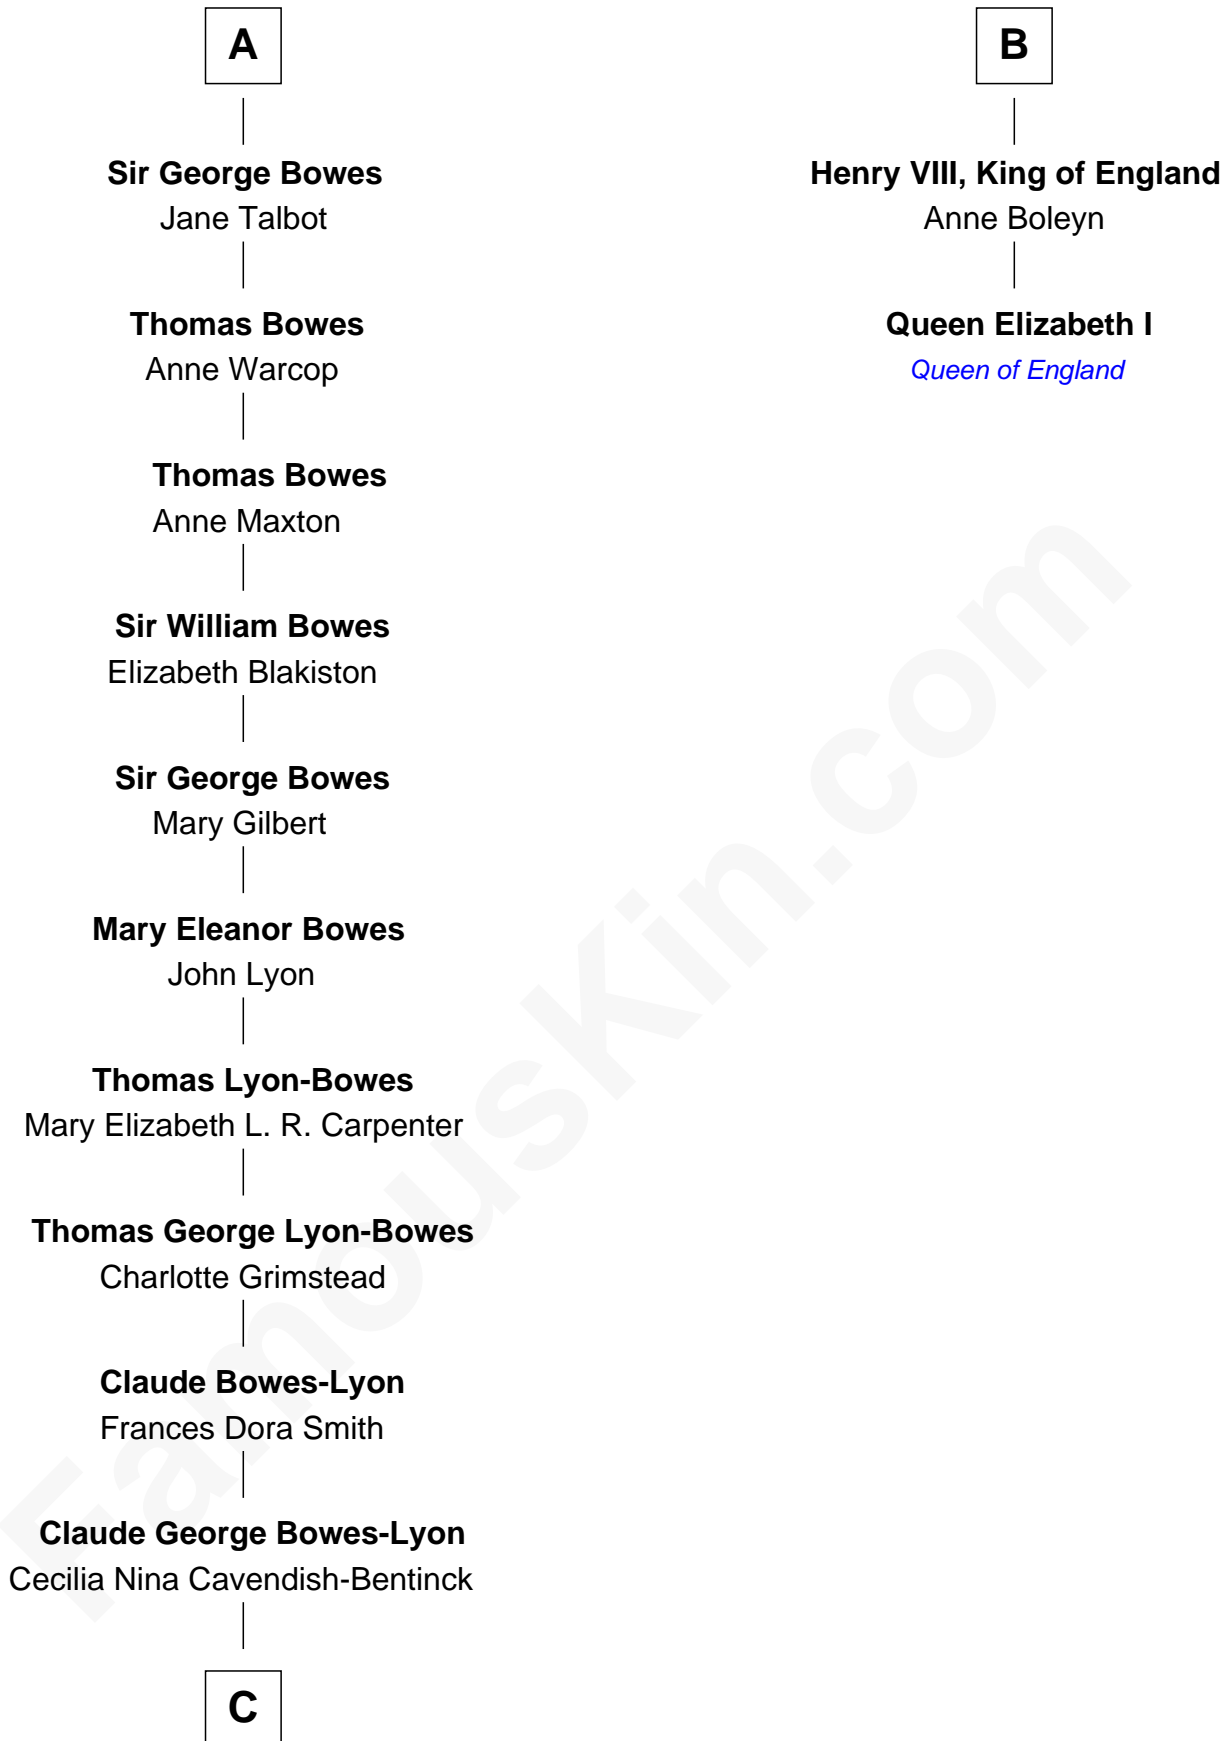 A
Sir George Bowes
Jane Talbot
Thomas Bowes
Anne Warcop
Thomas Bowes
Anne Maxton
Sir William Bowes
Elizabeth Blakiston
Sir George Bowes
Mary Gilbert
Mary Eleanor Bowes
John Lyon
Thomas Lyon-Bowes
Mary Elizabeth L. R. Carpenter
Thomas George Lyon-Bowes
Charlotte Grimstead
Claude Bowes-Lyon
Frances Dora Smith
Claude George Bowes-Lyon
Cecilia Nina Cavendish-Bentinck
C
B
Henry VIII, King of England
Anne Boleyn
Queen Elizabeth I
Queen of England
FamousKin.com